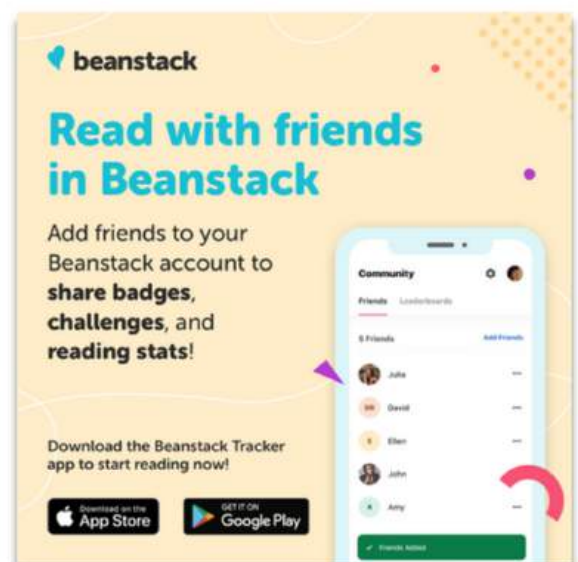 beanstack
Read with friends
in Beanstack
Add friends to your
Beanstack account to
share badges,
challenges, and
reading stats!
Download the Beanstack Tracker
app to start reading now!
Download on the
App Store
GET IT ON
Google Play
Community
Friends Leaderboards
5 Friends Add Friends
Julia
DR David
E Ellen
John
A Amy
✓ Friends Added